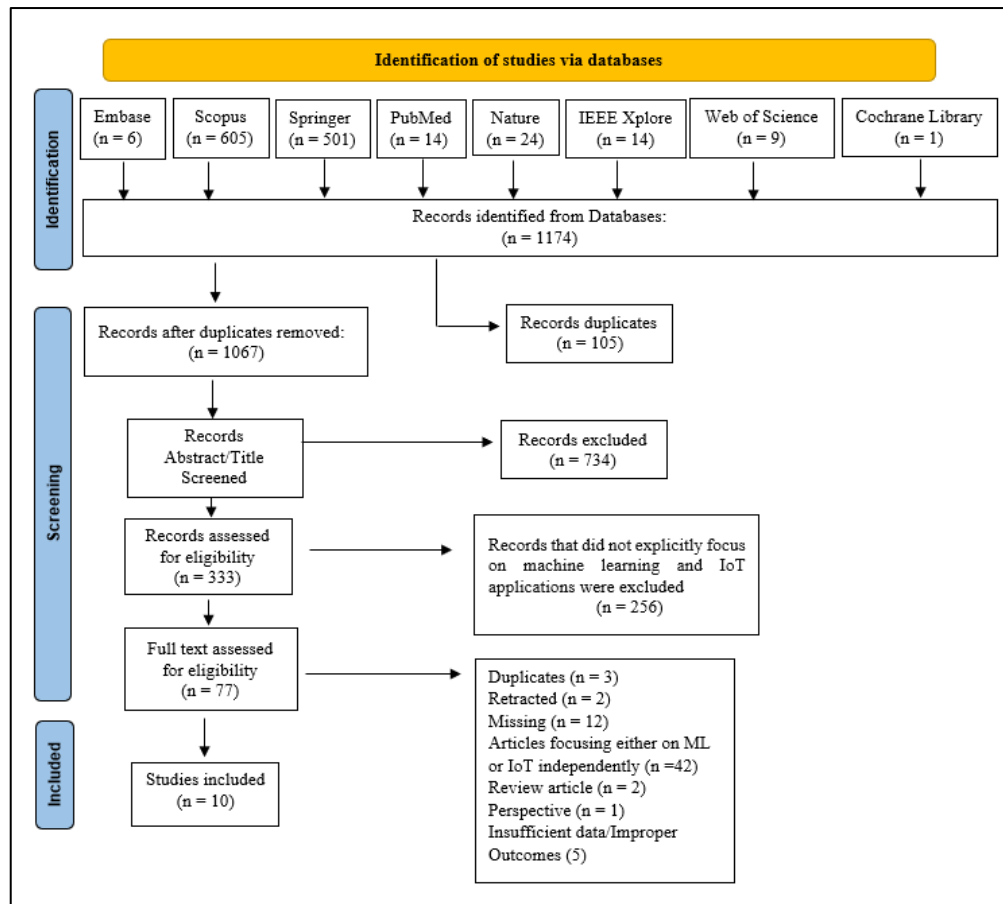 Identification of studies via databases
Identification
Embase
(n = 6)
Scopus
(n = 605)
Springer
(n = 501)
PubMed
(n = 14)
Nature
(n = 24)
IEEE Xplore
(n = 14)
Web of Science
(n = 9)
Cochrane Library
(n = 1)
Records identified from Databases:
(n = 1174)
Screening
Records after duplicates removed:
(n = 1067)
Records duplicates
(n = 105)
Records
Abstract/Title
Screened
Records excluded
(n = 734)
Records assessed
for eligibility
(n = 333)
Records that did not explicitly focus
on machine learning and IoT
applications were excluded
(n = 256)
Full text assessed
for eligibility
(n = 77)
Duplicates (n = 3)
Retracted (n = 2)
Missing (n = 12)
Articles focusing either on ML
or IoT independently (n =42)
Review article (n = 2)
Perspective (n = 1)
Insufficient data/Improper
Outcomes (5)
Included
Studies included
(n = 10)